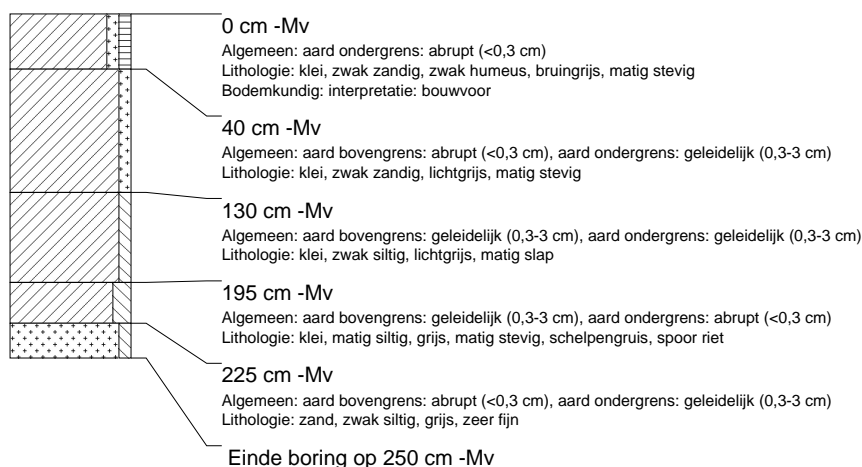 0 cm -Mv
Algemeen: aard ondergrens: abrupt (<0,3 cm)
Lithologie: klei, zwak zandig, zwak humeus, bruingrijs, matig stevig
Bodemkundig: interpretatie: bouwvoor
40 cm -Mv
Algemeen: aard bovengrens: abrupt (<0,3 cm), aard ondergrens: geleidelijk (0,3-3 cm)
Lithologie: klei, zwak zandig, lichtgrijs, matig stevig
130 cm -Mv
Algemeen: aard bovengrens: geleidelijk (0,3-3 cm), aard ondergrens: geleidelijk (0,3-3 cm)
Lithologie: klei, zwak siltig, lichtgrijs, matig slap
195 cm -Mv
Algemeen: aard bovengrens: geleidelijk (0,3-3 cm), aard ondergrens: abrupt (<0,3 cm)
Lithologie: klei, matig siltig, grijs, matig stevig, schelpengruis, spoor riet
225 cm -Mv
Algemeen: aard bovengrens: abrupt (<0,3 cm), aard ondergrens: geleidelijk (0,3-3 cm)
Lithologie: zand, zwak siltig, grijs, zeer fijn
Einde boring op 250 cm -Mv